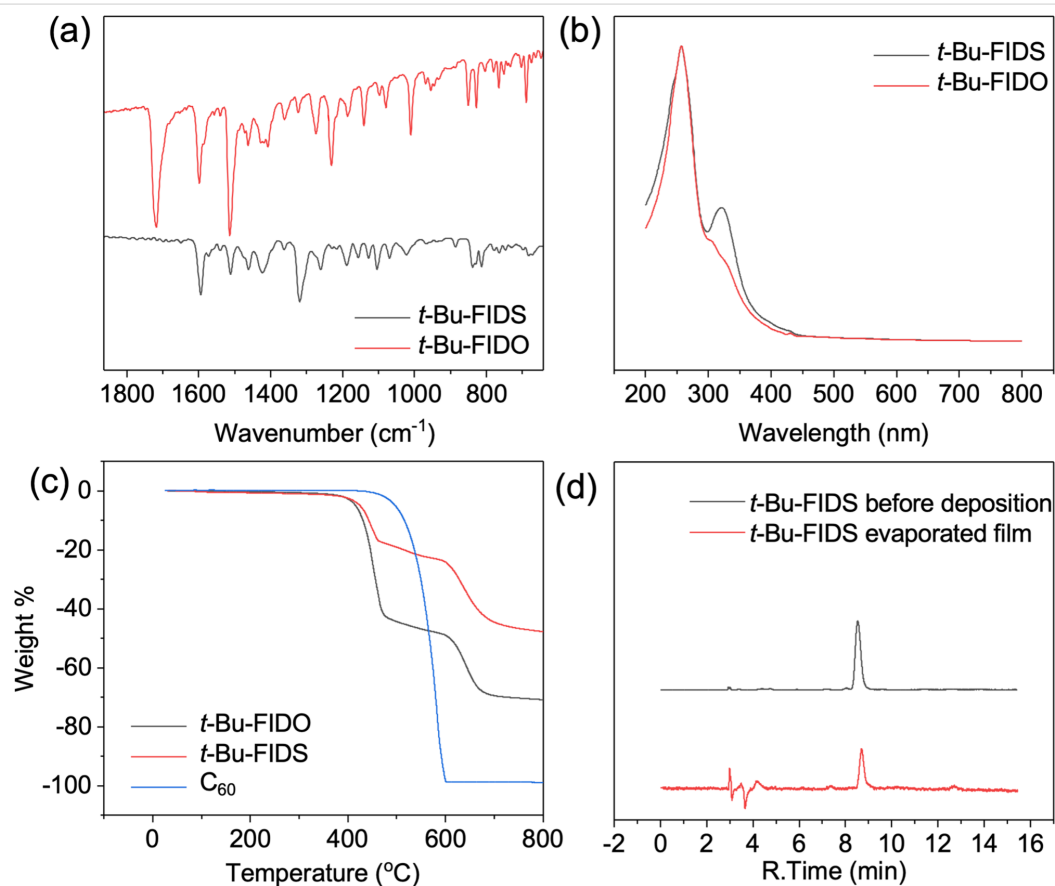 (a)
t-Bu-FIDS
t-Bu-FIDO
1800 1600 1400 1200 1000 800
Wavenumber (cm-1)
(b)
t-Bu-FIDS
t-Bu-FIDO
200 300 400 500 600 700 800
Wavelength (nm)
(c)
0
-20
-40
-60
-80
-100
Weight %
t-Bu-FIDO
t-Bu-FIDS
C60
0 200 400 600 800
Temperature (oC)
(d)
t-Bu-FIDS before deposition
t-Bu-FIDS evaporated film
-2 0 2 4 6 8 10 12 14 16
R.Time (min)